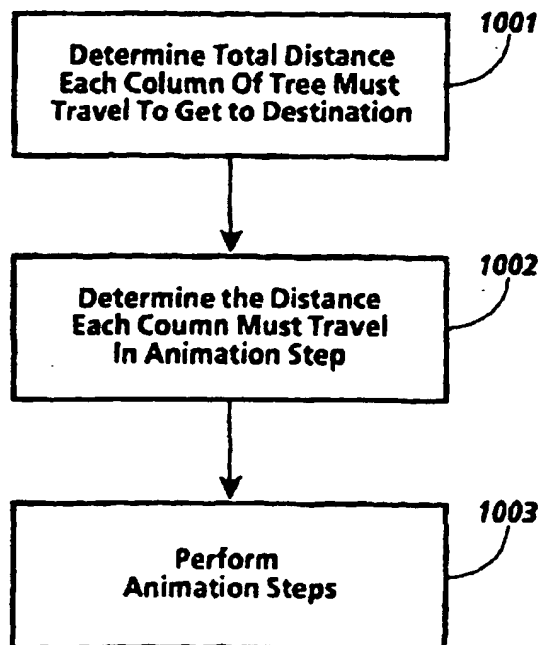 1001
Determine Total Distance
Each Column Of Tree Must
Travel To Get to Destination
1002
Determine the Distance
Each Coumn Must Travel
In Animation Step
1003
Perform
Animation Steps